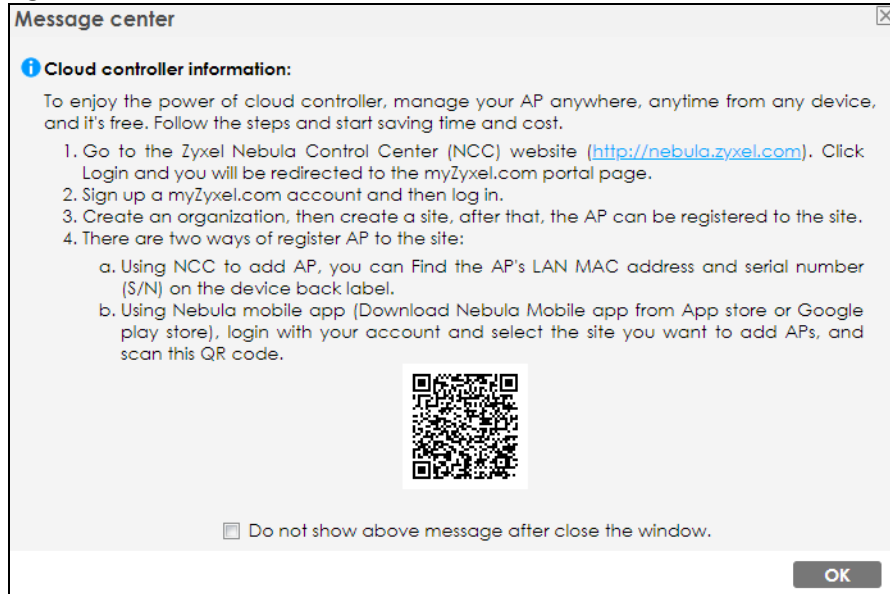 Message center
Cloud controller information:
To enjoy the power of cloud controller, manage your AP anywhere, anytime from any device,
and it's free. Follow the steps and start saving time and cost.
1. Go to the Zyxel Nebula Control Center (NCC) website (http://nebula.zyxel.com). Click
Login and you will be redirected to the myZyxel.com portal page.
2. Sign up a myZyxel.com account and then log in.
3. Create an organization, then create a site, after that, the AP can be registered to the site.
4. There are two ways of register AP to the site:
a. Using NCC to add AP, you can Find the AP's LAN MAC address and serial number
(S/N) on the device back label.
b. Using Nebula mobile app (Download Nebula Mobile app from App store or Google
play store), login with your account and select the site you want to add APs, and
scan this QR code.
Do not show above message after close the window.
OK